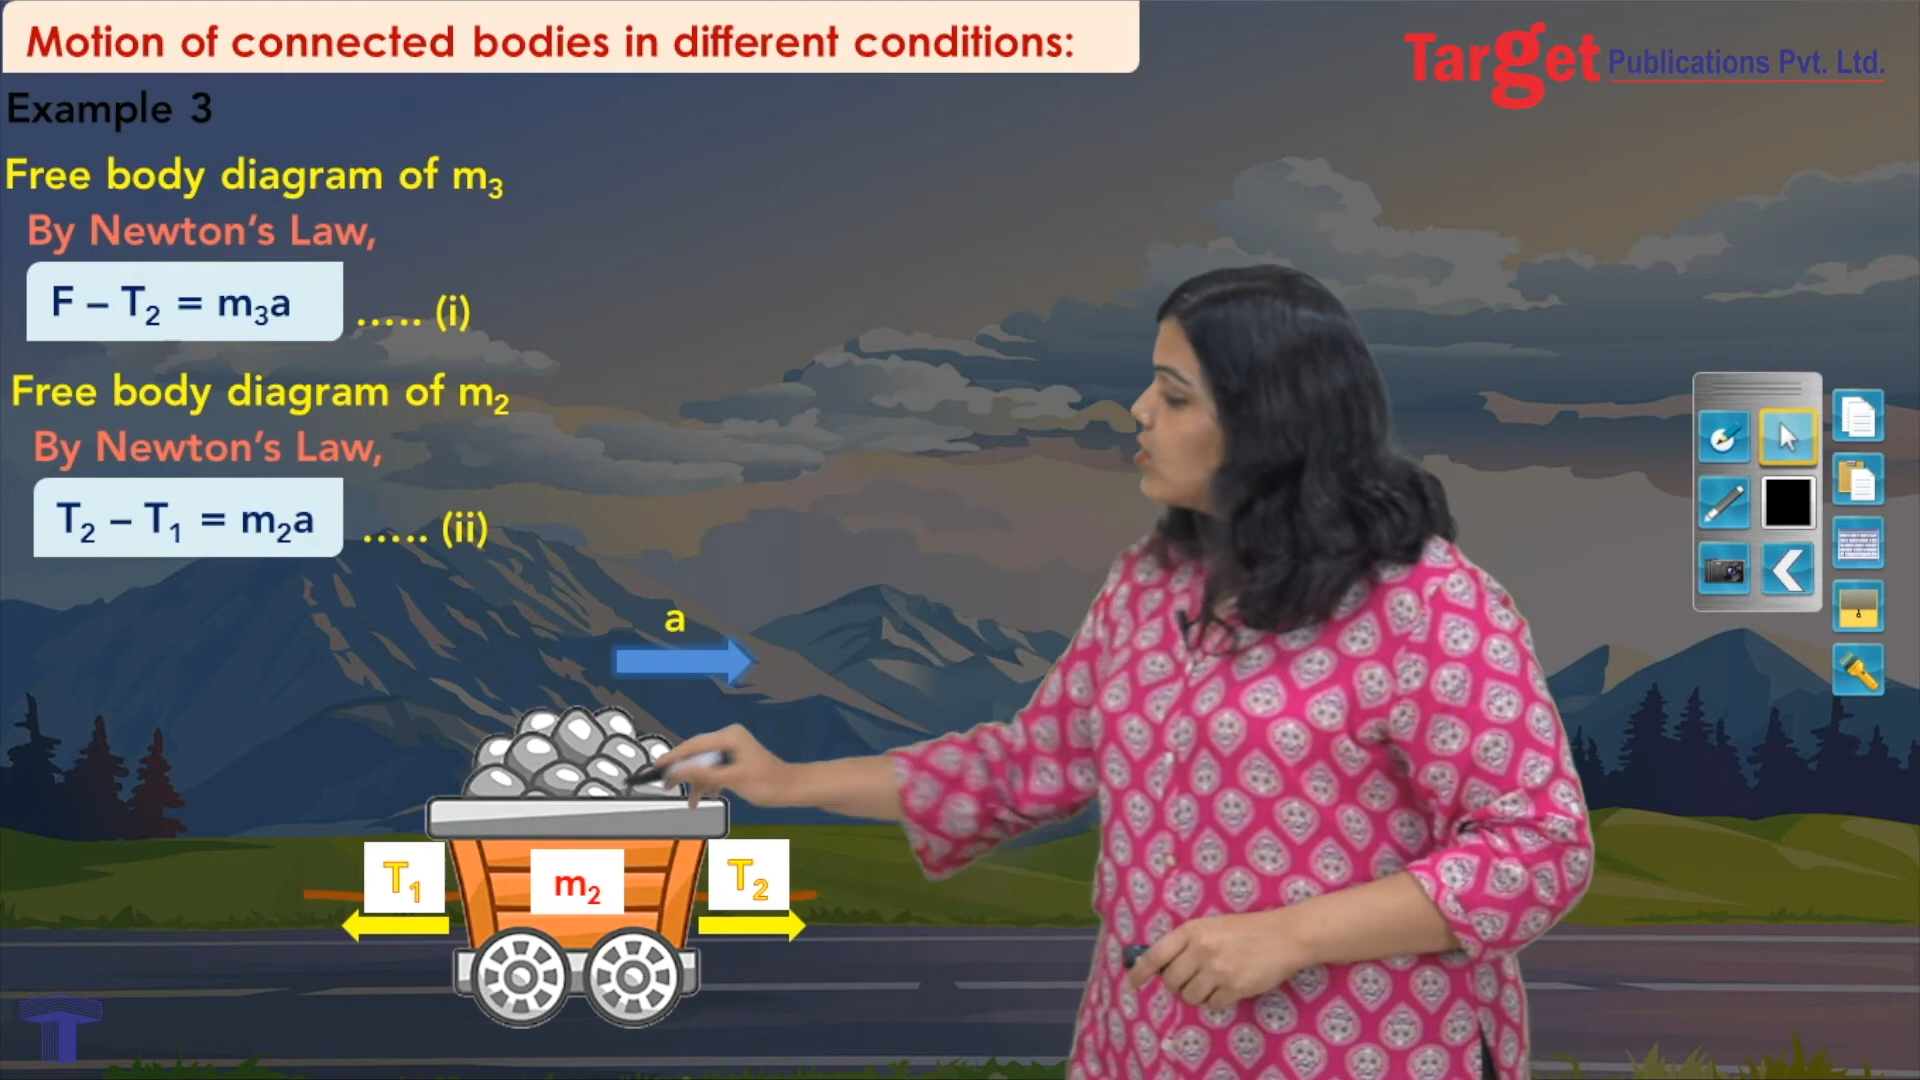 Motion of connected bodies in different conditions:
Target Publications Pvt. Ltd.
Example 3
Free body diagram of m₃
By Newton’s Law,
F – T₂ = m₃a ..... (i)
Free body diagram of m₂
By Newton’s Law,
T₂ – T₁ = m₂a ..... (ii)
a
T₁ m₂ T₂
T